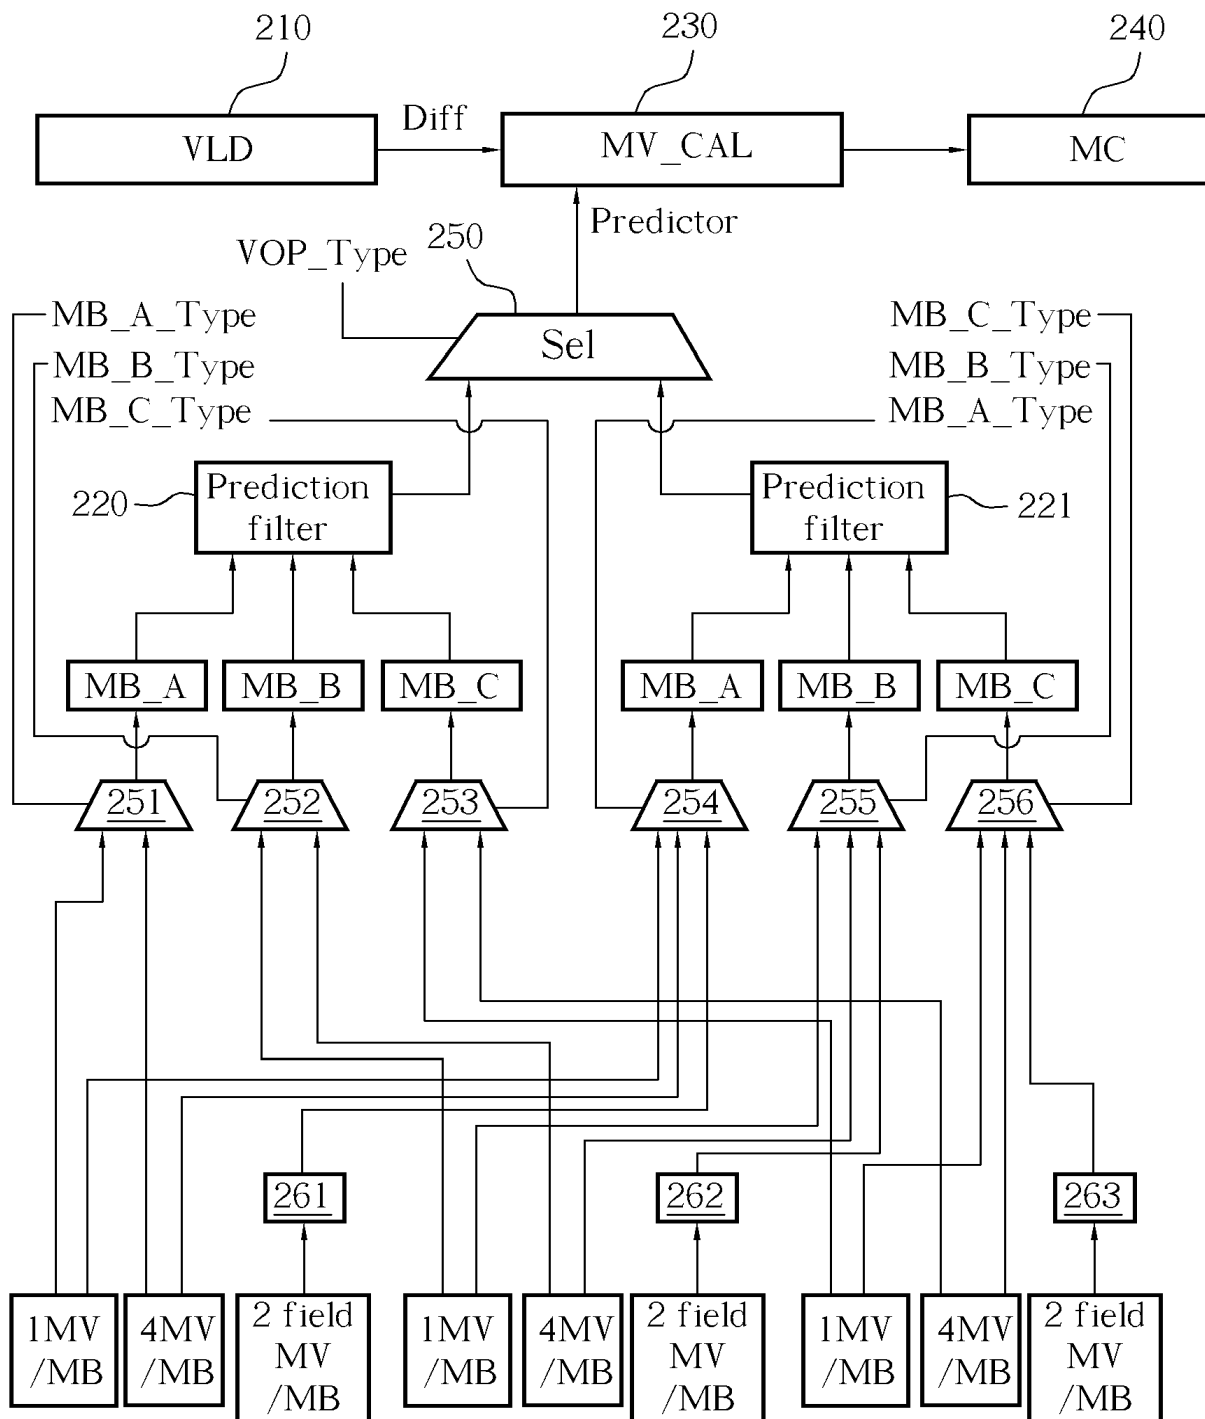 210
230
240
VLD
Diff
MV_CAL
MC
Predictor
250
VOP_Type
MB_A_Type
MB_B_Type
MB_C_Type
Sel
MB_C_Type
MB_B_Type
MB_A_Type
220
Prediction
filter
Prediction
filter
221
MB_A
MB_B
MB_C
MB_A
MB_B
MB_C
251
252
253
254
255
256
261
262
263
1MV
/MB
4MV
/MB
2 field
MV
/MB
1MV
/MB
4MV
/MB
2 field
MV
/MB
1MV
/MB
4MV
/MB
2 field
MV
/MB